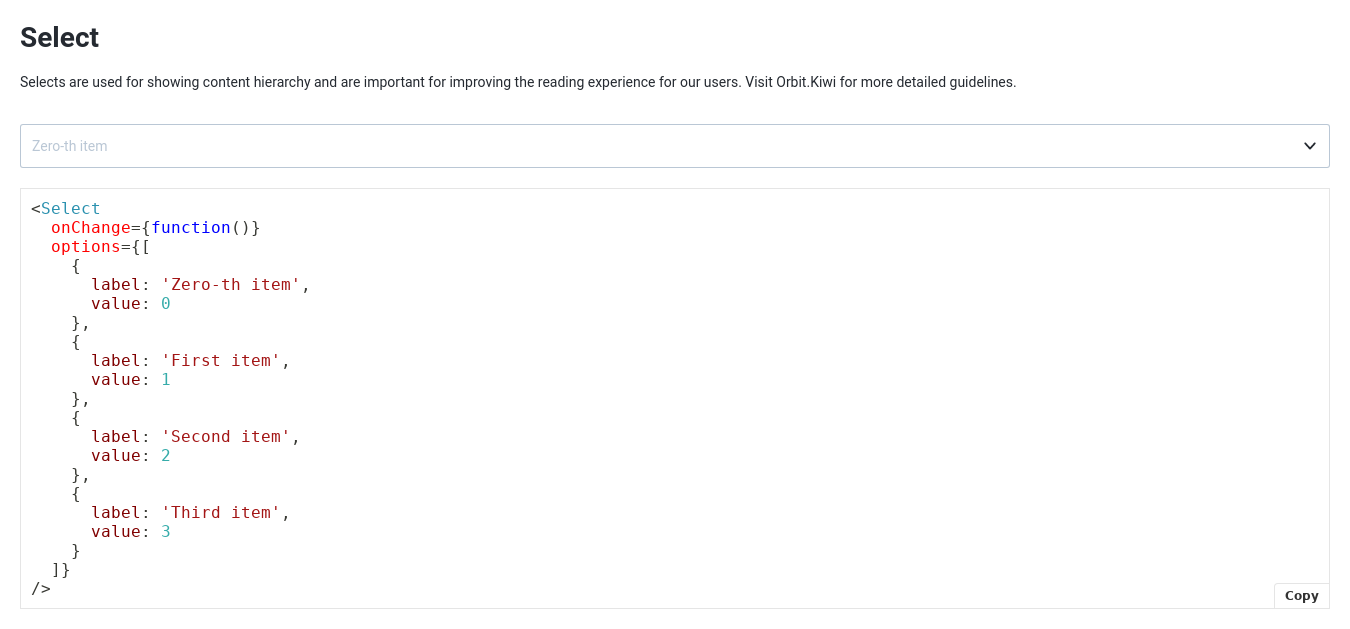 Select
Selects are used for showing content hierarchy and are important for improving the reading experience for our users. Visit Orbit.Kiwi for more detailed guidelines.
Zero-th item
<Select
  onChange={function()}
  options={[
    {
      label: 'Zero-th item',
      value: 0
    },
    {
      label: 'First item',
      value: 1
    },
    {
      label: 'Second item',
      value: 2
    },
    {
      label: 'Third item',
      value: 3
    }
  ]}
/>
Copy